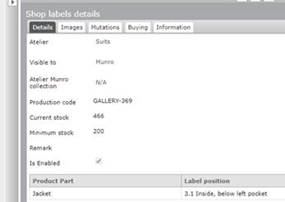 Shop labels details
Details Images Mutations Buying Information
Atelier Suits
Visible to Munro
Atelier Munro collection N/A
Production code GALLERY-369
Current stock 466
Minimum stock 200
Remark
Is Enabled
Product Part Label position
Jacket 3.1 Inside, below left pocket